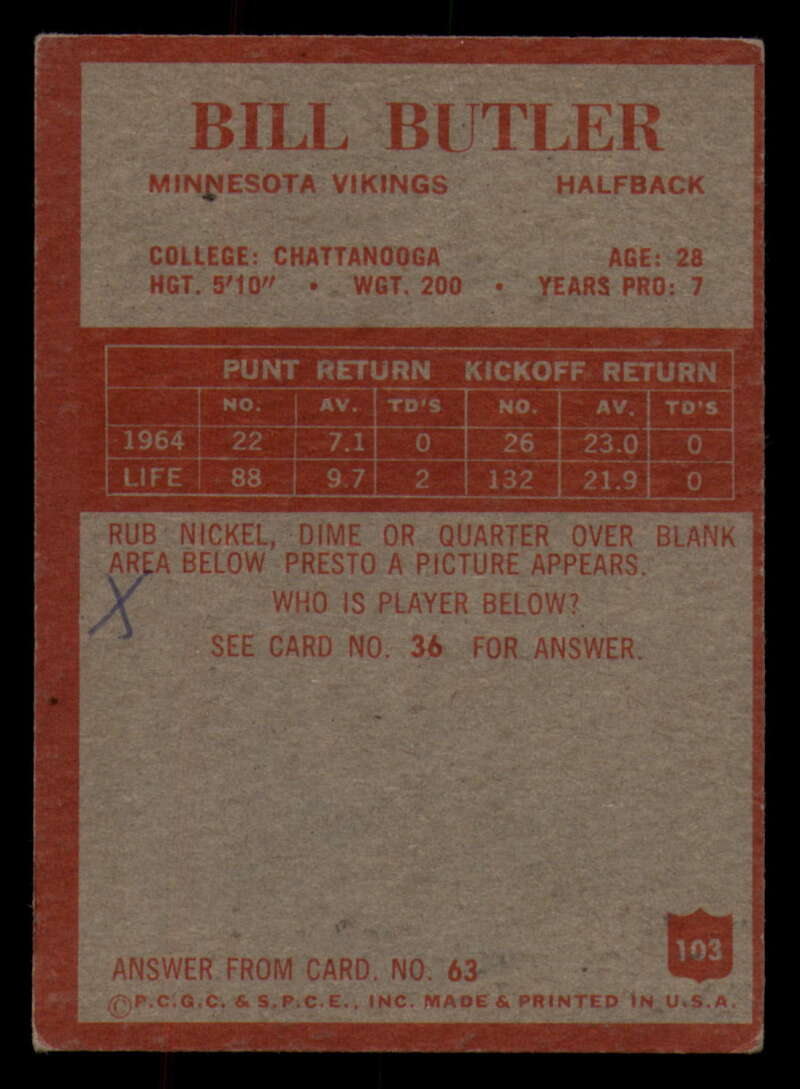 BILL BUTLER
MINNESOTA VIKINGS HALFBACK
COLLEGE: CHATTANOOGA AGE: 28
HGT. 5'10" • WGT. 200 • YEARS PRO: 7
PUNT RETURN KICKOFF RETURN
NO. AV. TD'S NO. AV. TD'S
1964 22 7.1 0 26 23.0 0
LIFE 88 9.7 2 132 21.9 0
RUB NICKEL, DIME OR QUARTER OVER BLANK
AREA BELOW PRESTO A PICTURE APPEARS.
X
WHO IS PLAYER BELOW?
SEE CARD NO. 36 FOR ANSWER.
103
ANSWER FROM CARD. NO. 63
©P.C.G.C. & S.P.C.E., INC. MADE & PRINTED IN U.S.A.